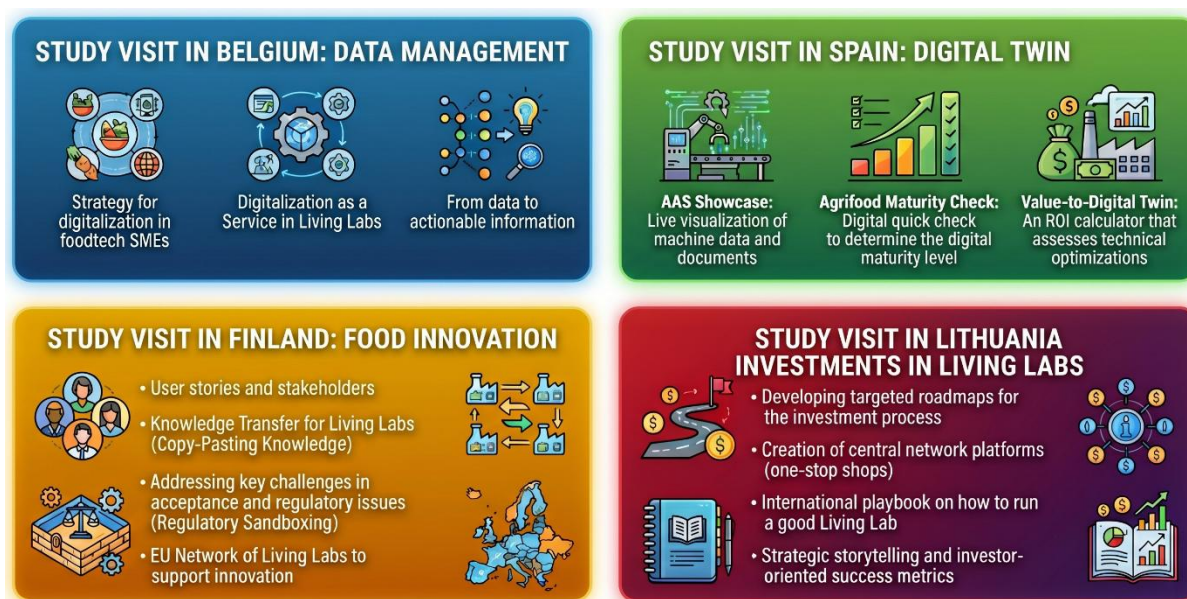 STUDY VISIT IN BELGIUM: DATA MANAGEMENT
Strategy for
digitalization in
foodtech SMEs
Digitalization as a
Service in Living Labs
From data to
actionable information
STUDY VISIT IN SPAIN: DIGITAL TWIN
AAS Showcase:
Live visualization of
machine data and
documents
Agrifood Maturity Check:
Digital quick check
to determine the digital
maturity level
Value-to-Digital Twin:
An ROI calculator that
assesses technical
optimizations
STUDY VISIT IN FINLAND: FOOD INNOVATION
• User stories and stakeholders
• Knowledge Transfer for Living Labs
(Copy-Pasting Knowledge)
• Addressing key challenges in
acceptance and regulatory issues
(Regulatory Sandboxing)
• EU Network of Living Labs to
support innovation
STUDY VISIT IN LITHUANIA
INVESTMENTS IN LIVING LABS
• Developing targeted roadmaps for
the investment process
• Creation of central network platforms
(one-stop shops)
• International playbook on how to run
a good Living Lab
• Strategic storytelling and investor-
oriented success metrics